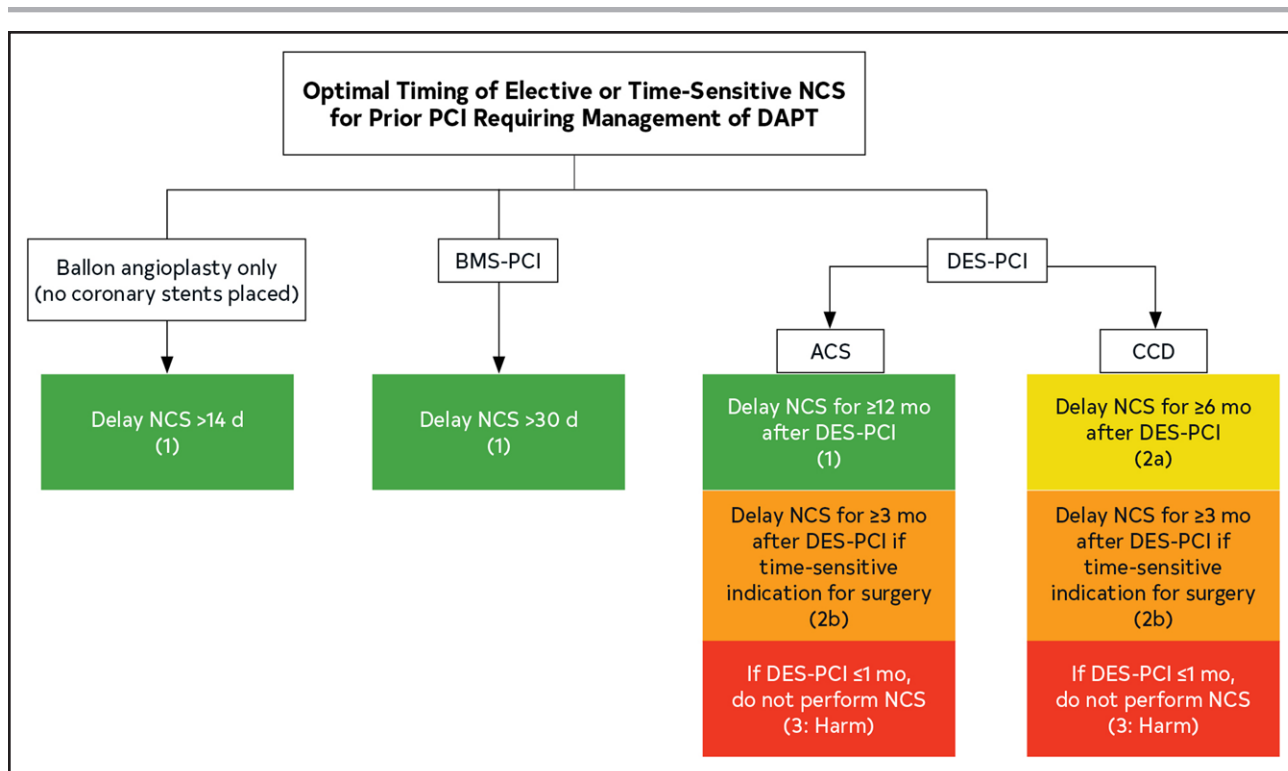 Optimal Timing of Elective or Time-Sensitive NCS
for Prior PCI Requiring Management of DAPT
Ballon angioplasty only
(no coronary stents placed)
BMS-PCI
DES-PCI
ACS
CCD
Delay NCS >14 d
(1)
Delay NCS >30 d
(1)
Delay NCS for ≥12 mo
after DES-PCI
(1)
Delay NCS for ≥6 mo
after DES-PCI
(2a)
Delay NCS for ≥3 mo
after DES-PCI if
time-sensitive
indication for surgery
(2b)
Delay NCS for ≥3 mo
after DES-PCI if
time-sensitive
indication for surgery
(2b)
If DES-PCI ≤1 mo,
do not perform NCS
(3: Harm)
If DES-PCI ≤1 mo,
do not perform NCS
(3: Harm)